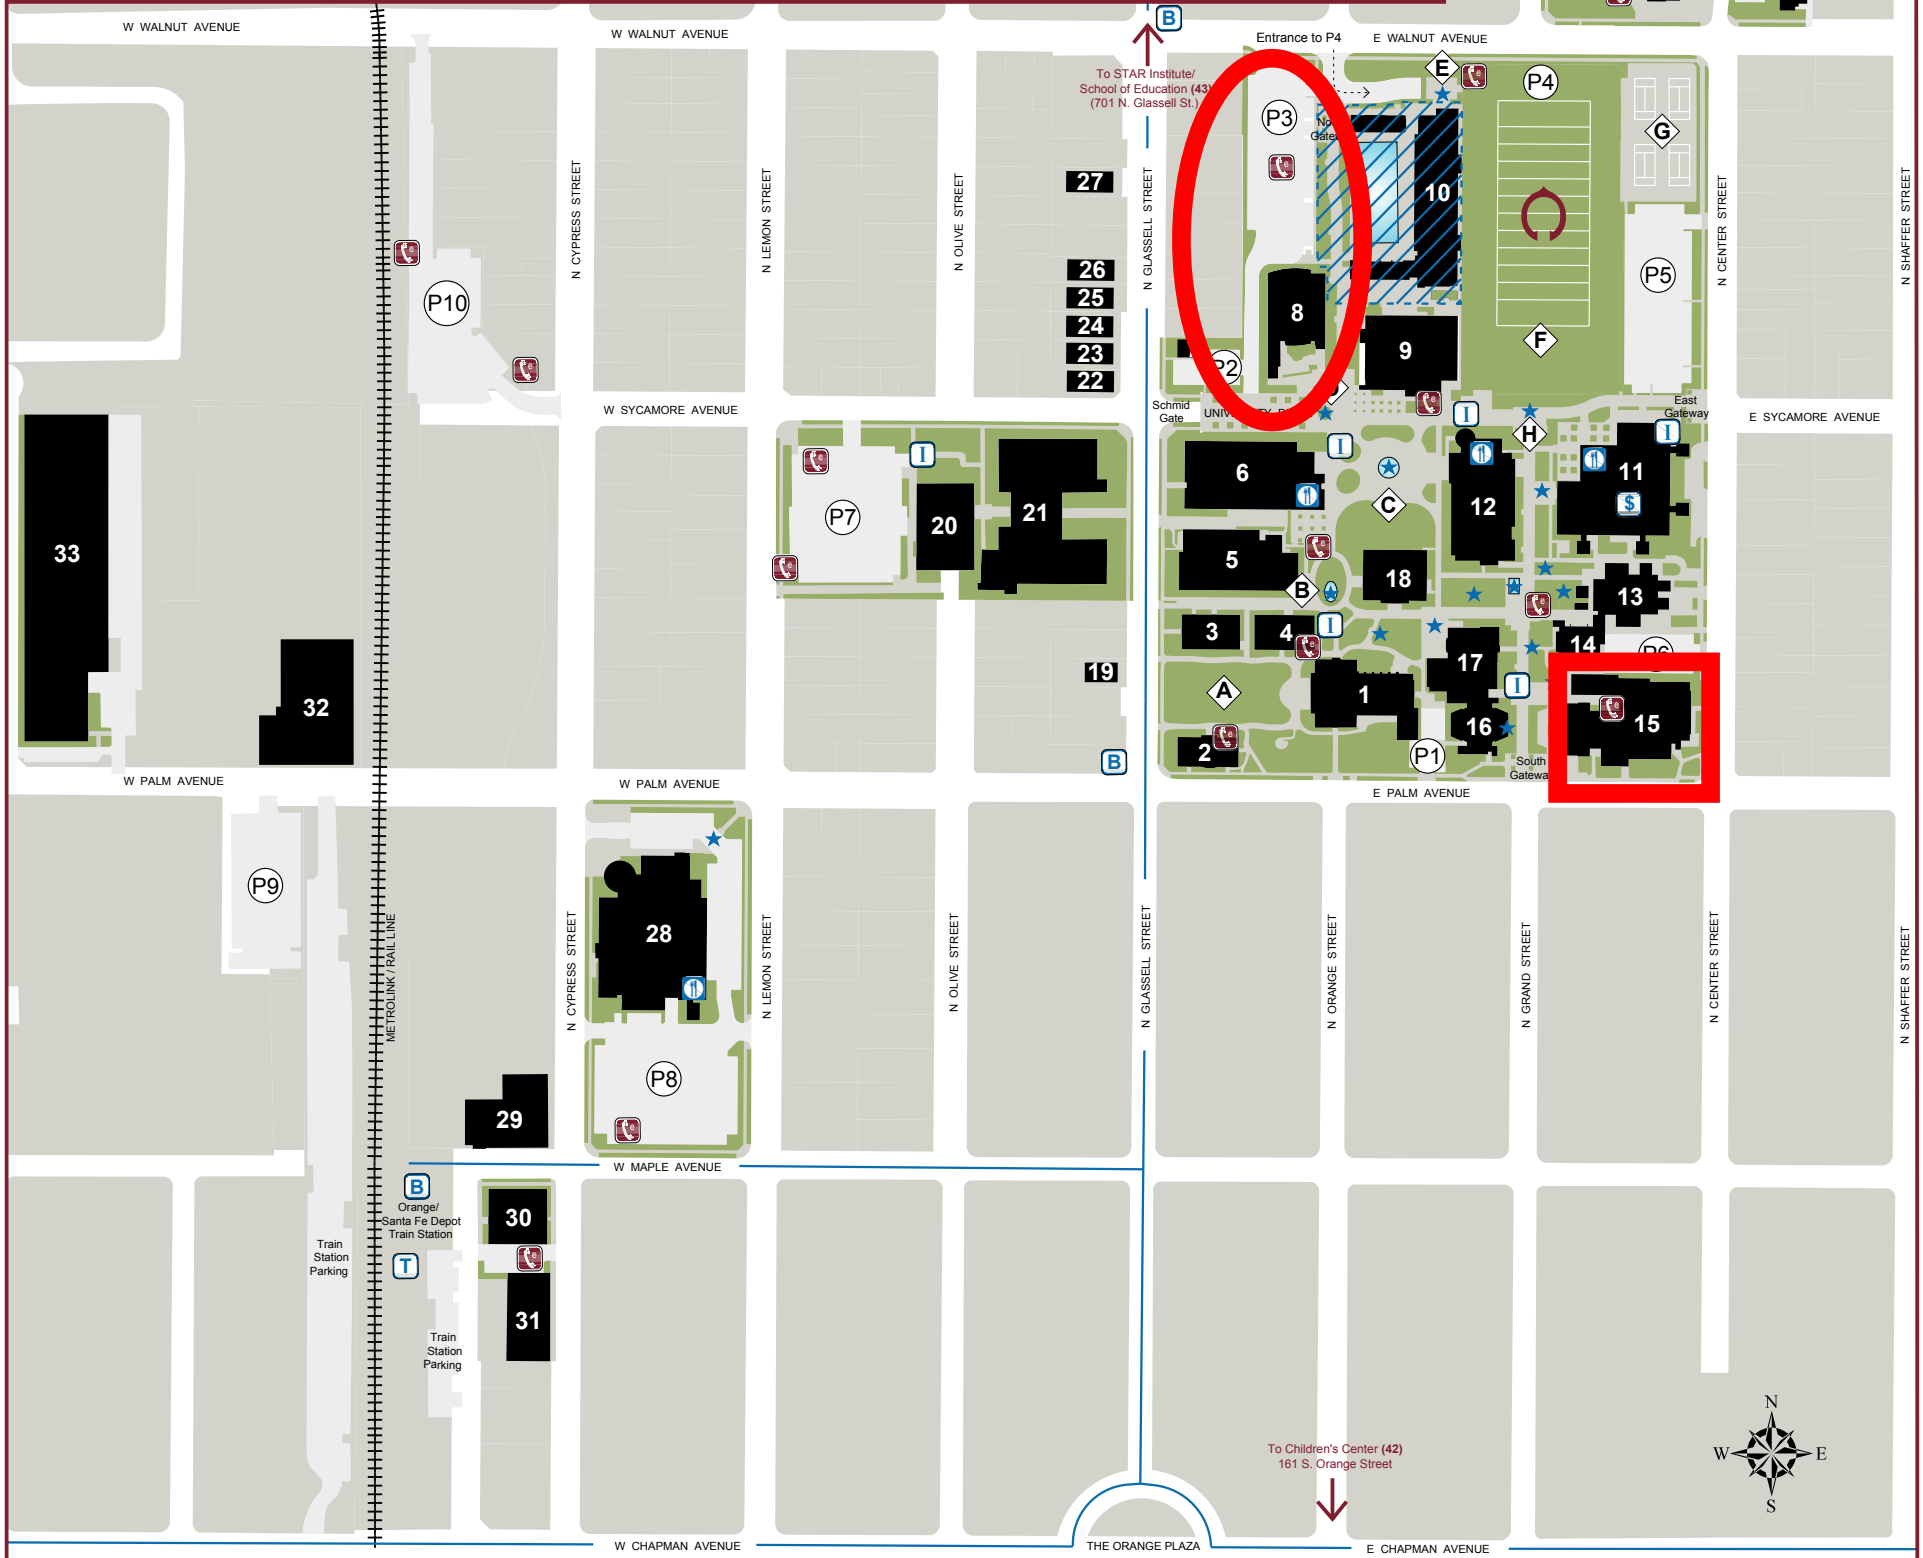 W WALNUT AVENUE
W WALNUT AVENUE
B
Entrance to P4
E WALNUT AVENUE
To STAR Institute/
School of Education (43)
(701 N. Glassell St.)
E
P4
P3
G
27
10
N CYPRESS STREET
N LEMON STREET
N OLIVE STREET
N GLASSELL STREET
N CENTER STREET
N SHAFFER STREET
P10
26
25
24
23
22
8
9
F
P5
P2
Schmid
Gate
W SYCAMORE AVENUE
I
East
Gateway
E SYCAMORE AVENUE
H
I
I
I
6
11
$
12
C
P7
20
21
33
5
18
B
13
3
4
I
14
P6
17
19
A
1
I
15
32
16
2
P1
B
South
Gateway
W PALM AVENUE
W PALM AVENUE
E PALM AVENUE
P9
28
METROLINK / RAIL LINE
N CYPRESS STREET
N LEMON STREET
N OLIVE STREET
N GLASSELL STREET
N ORANGE STREET
N GRAND STREET
N CENTER STREET
N SHAFFER STREET
P8
29
W MAPLE AVENUE
B
Orange/
Santa Fe Depot
Train Station
T
30
Train
Station
Parking
31
Train
Station
Parking
N
W
E
S
To Children's Center (42)
161 S. Orange Street
W CHAPMAN AVENUE
THE ORANGE PLAZA
E CHAPMAN AVENUE